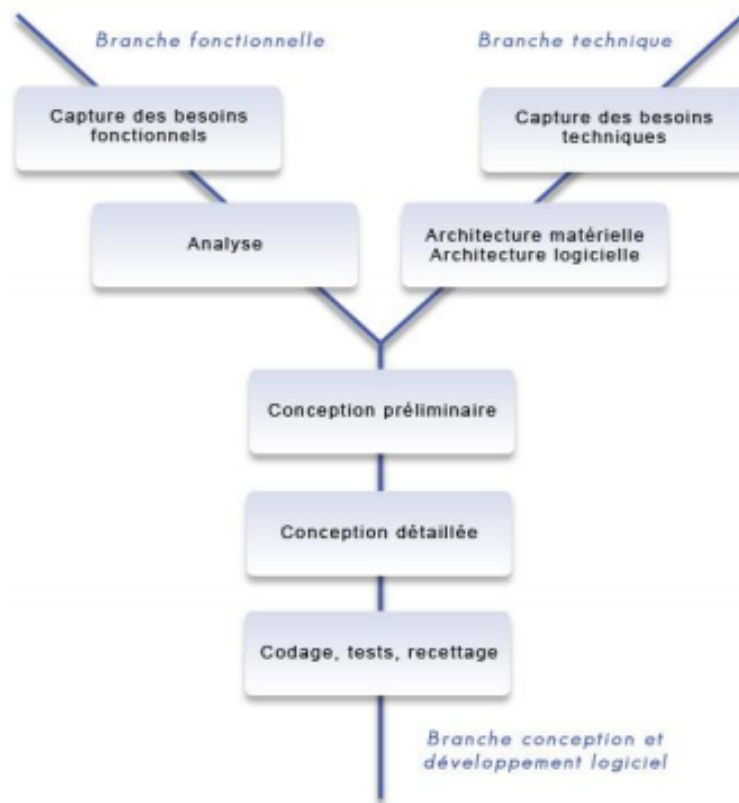 Branche fonctionnelle
Branche technique
Capture des besoins
fonctionnels
Capture des besoins
techniques
Analyse
Architecture matérielle
Architecture logicielle
Conception préliminaire
Conception détaillée
Codage, tests, recettage
Branche conception et
développement logiciel